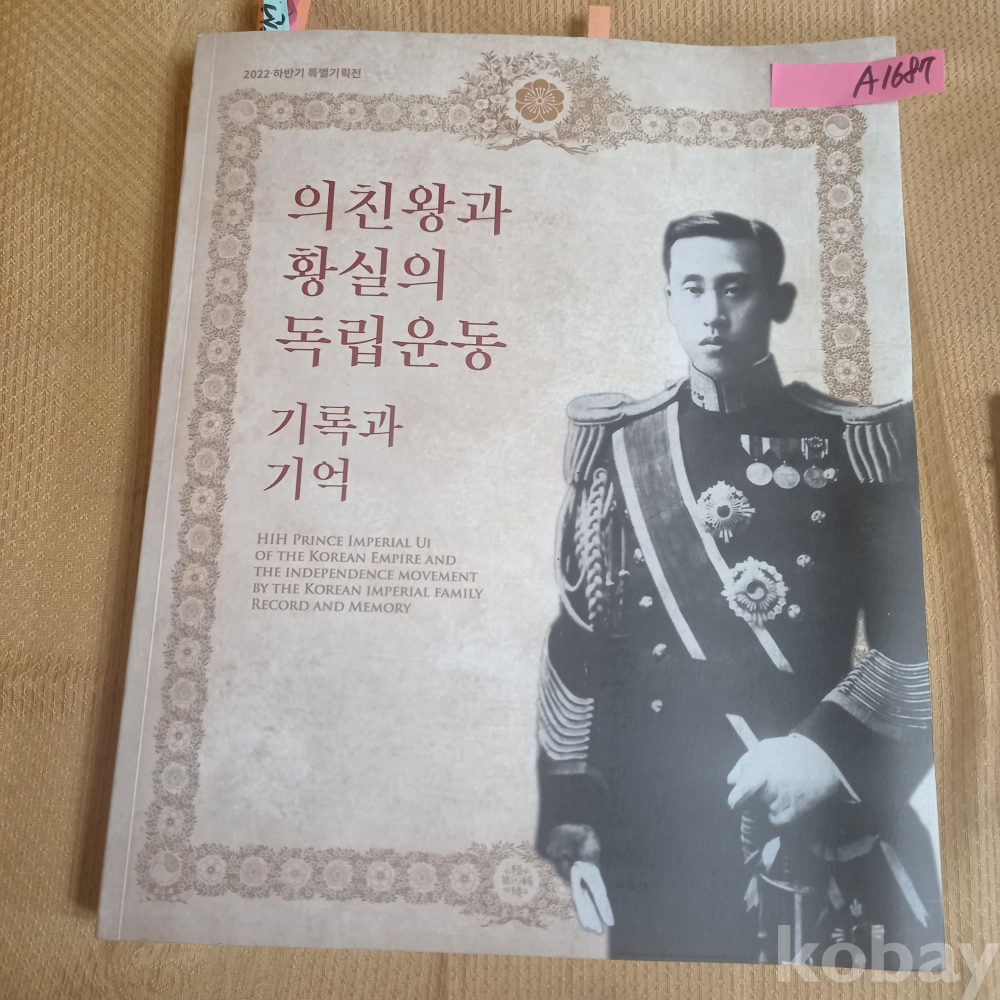 2022 하반기 특별기획전
A1687
의친왕과
황실의
독립운동
기록과
기억
HIH Prince Imperial Ui
of the Korean Empire and
the independence movement
by the Korean imperial family
Record and Memory
kobay